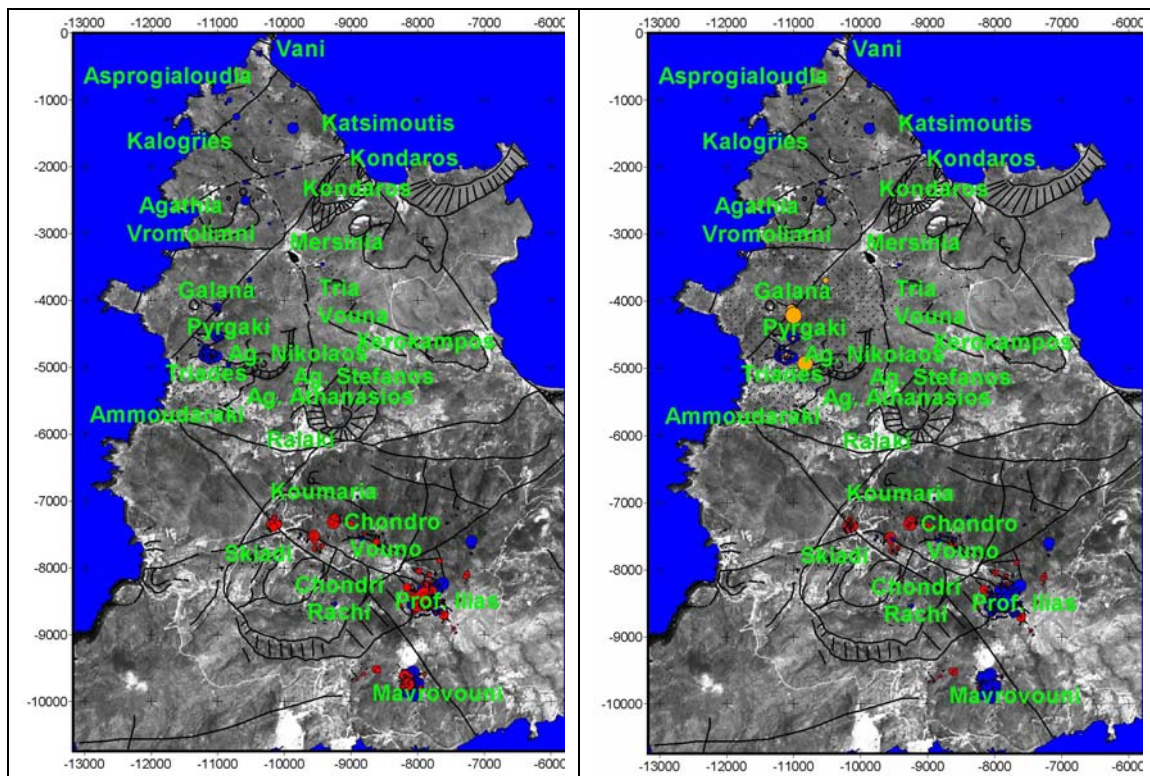 -13000 -12000 -11000 -10000 -9000 -8000 -7000 -6000
0
Vani
Asprogialoudla
-1000
Katsimoutis
Kalogries
-2000
Kondaros
Kondaros
Agathia
-3000
Vromolimni
Mersinia
Galana
Tria
-4000
Vouna
Pyrgaki
Xerokampos
Ag. Nikolaos
-5000
Triades
Ag. Stefanos
Ag. Athanasios
Ammoudaraki
-6000
Ralaki
Koumaria
-7000
Chondro
Skiadi
Vouno
-8000
Chondri
Prof. Ilias
Rachi
-9000
Mavrovouni
-10000
-13000 -12000 -11000 -10000 -9000 -8000 -7000 -6000
-13000 -12000 -11000 -10000 -9000 -8000 -7000 -6000
0
Vani
Asprogialoudla
-1000
Katsimoutis
Kalogries
-2000
Kondaros
Kondaros
Agathia
-3000
Vromolimni
Mersinia
Galana
Tria
-4000
Vouna
Pyrgaki
Xerokampos
Ag. Nikolaos
-5000
Triades
Ag. Stefanos
Ag. Athanasios
Ammoudaraki
-6000
Ralaki
Koumaria
-7000
Chondro
Skiadi
Vouno
-8000
Chondri
Prof. Ilias
Rachi
-9000
Mavrovouni
-10000
-13000 -12000 -11000 -10000 -9000 -8000 -7000 -6000